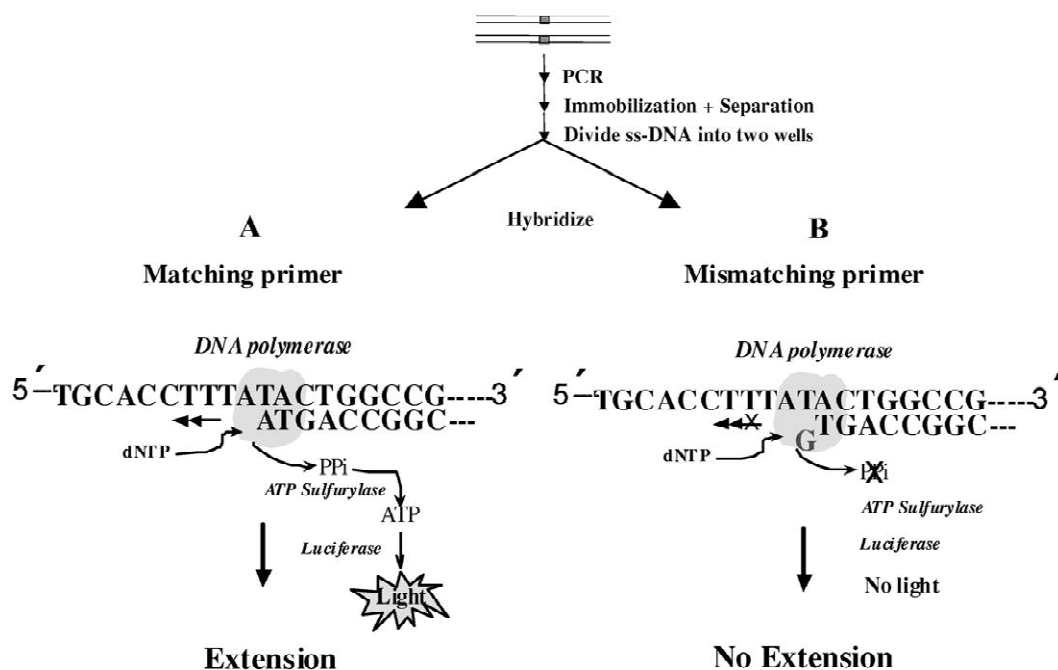 PCR
Immobilization + Separation
Divide ss-DNA into two wells
Hybridize
A
Matching primer
DNA polymerase
5´ TGCACCTTTATACTGGCCG-----3´
ATGACCGGC---
dNTP
PPi
ATP Sulfurylase
ATP
Luciferase
Light
Extension
B
Mismatching primer
DNA polymerase
5´ TGCACCTTTATACTGGCCG-----3´
X
G TGACCGGC---
dNTP
PPi
ATP Sulfurylase
Luciferase
No light
No Extension